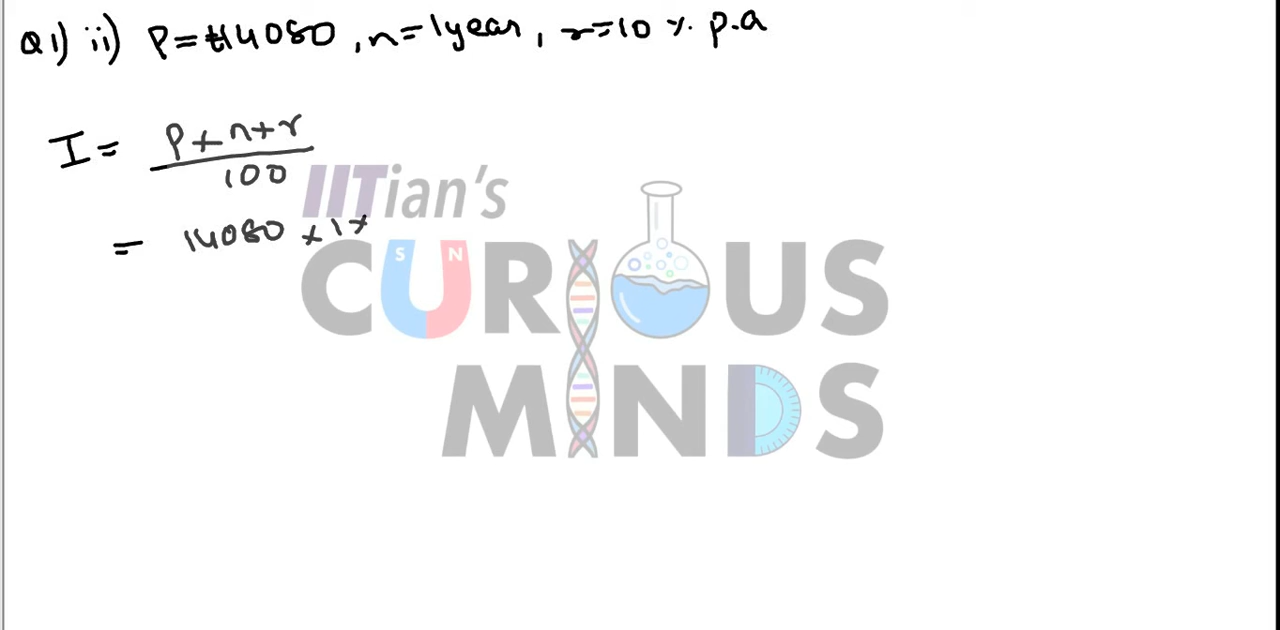 Q1) ii) P=₹14080, n=1year, r=10 % p.a
I= P×n×r
100
= 14080 ×1×
IITian's
CURIOUS
S N
MINDS